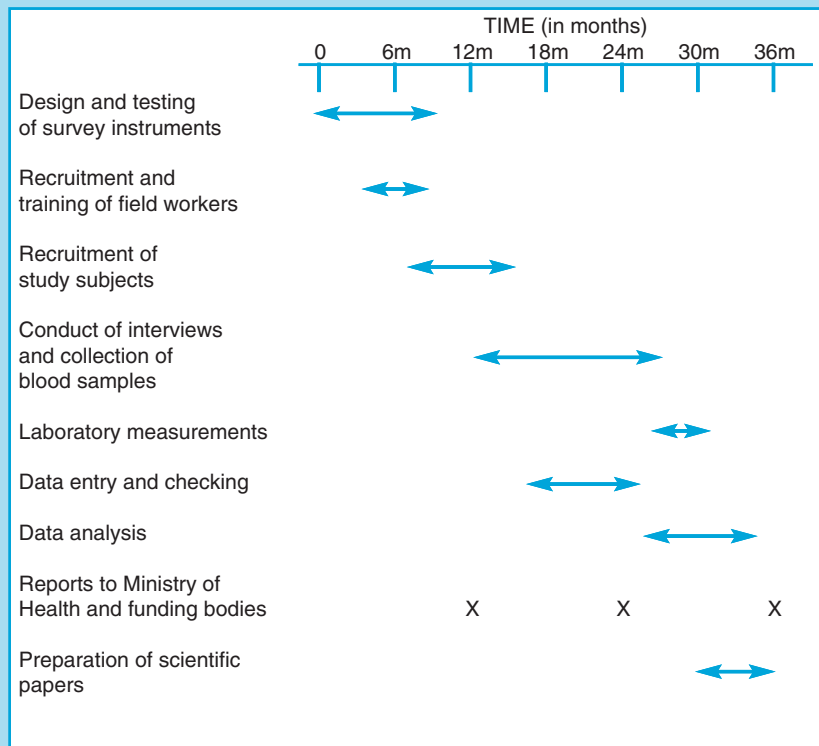 TIME (in months)
0 6m 12m 18m 24m 30m 36m
Design and testing
of survey instruments
Recruitment and
training of field workers
Recruitment of
study subjects
Conduct of interviews
and collection of
blood samples
Laboratory measurements
Data entry and checking
Data analysis
Reports to Ministry of
Health and funding bodies X X X
Preparation of scientific
papers